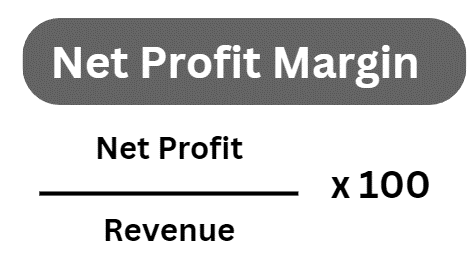 Net Profit Margin
Net Profit
x 100
Revenue